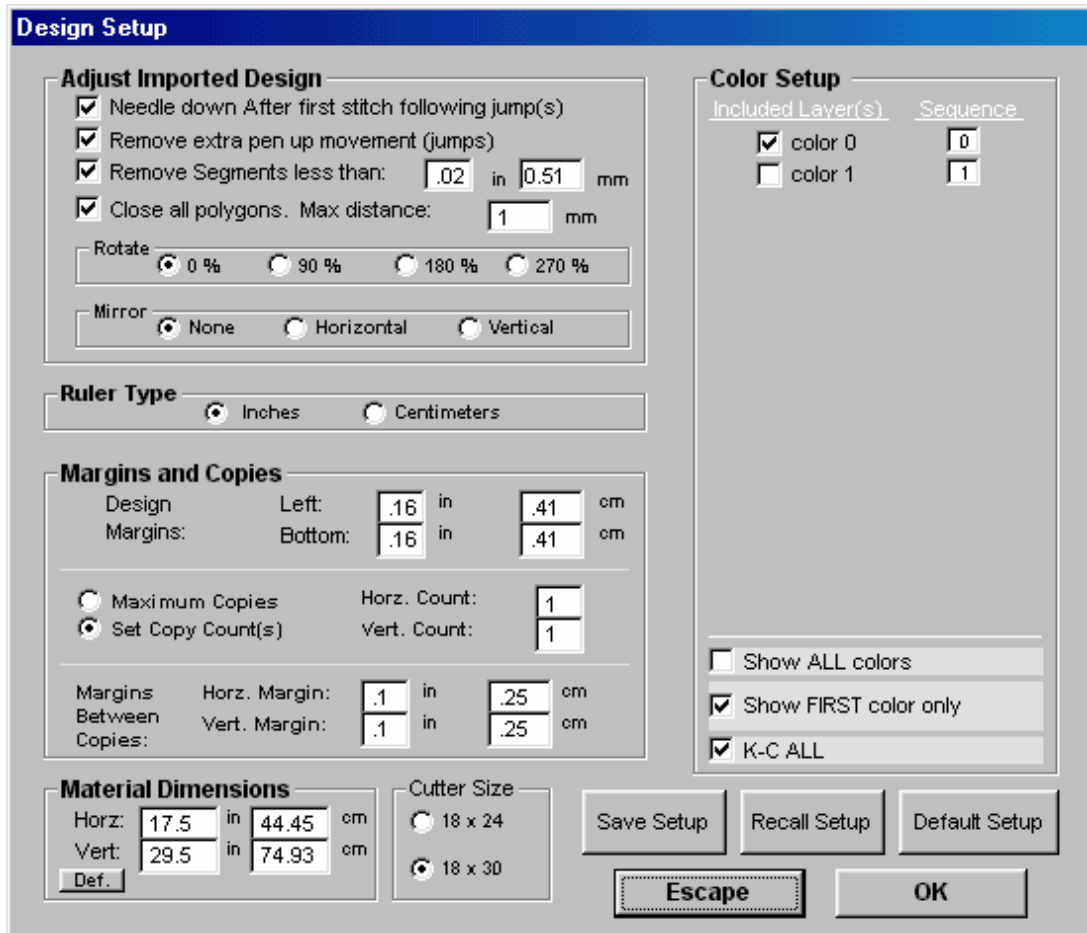 Design Setup
Adjust Imported Design
Needle down After first stitch following jump(s)
Remove extra pen up movement (jumps)
Remove Segments less than: .02 in 0.51 mm
Close all polygons. Max distance: 1 mm
Rotate
0 % 90 % 180 % 270 %
Mirror
None Horizontal Vertical
Ruler Type
Inches Centimeters
Margins and Copies
Design Left: .16 in .41 cm
Margins: Bottom: .16 in .41 cm
Maximum Copies Horz. Count: 1
Set Copy Count(s) Vert. Count: 1
Margins Horz. Margin: .1 in .25 cm
Between Vert. Margin: .1 in .25 cm
Copies:
Material Dimensions
Horz: 17.5 in 44.45 cm
Vert: 29.5 in 74.93 cm
Def.
Cutter Size
18 x 24
18 x 30
Color Setup
Included Layer(s) Sequence
color 0 0
color 1 1
Show ALL colors
Show FIRST color only
K-C ALL
Save Setup Recall Setup Default Setup
Escape OK